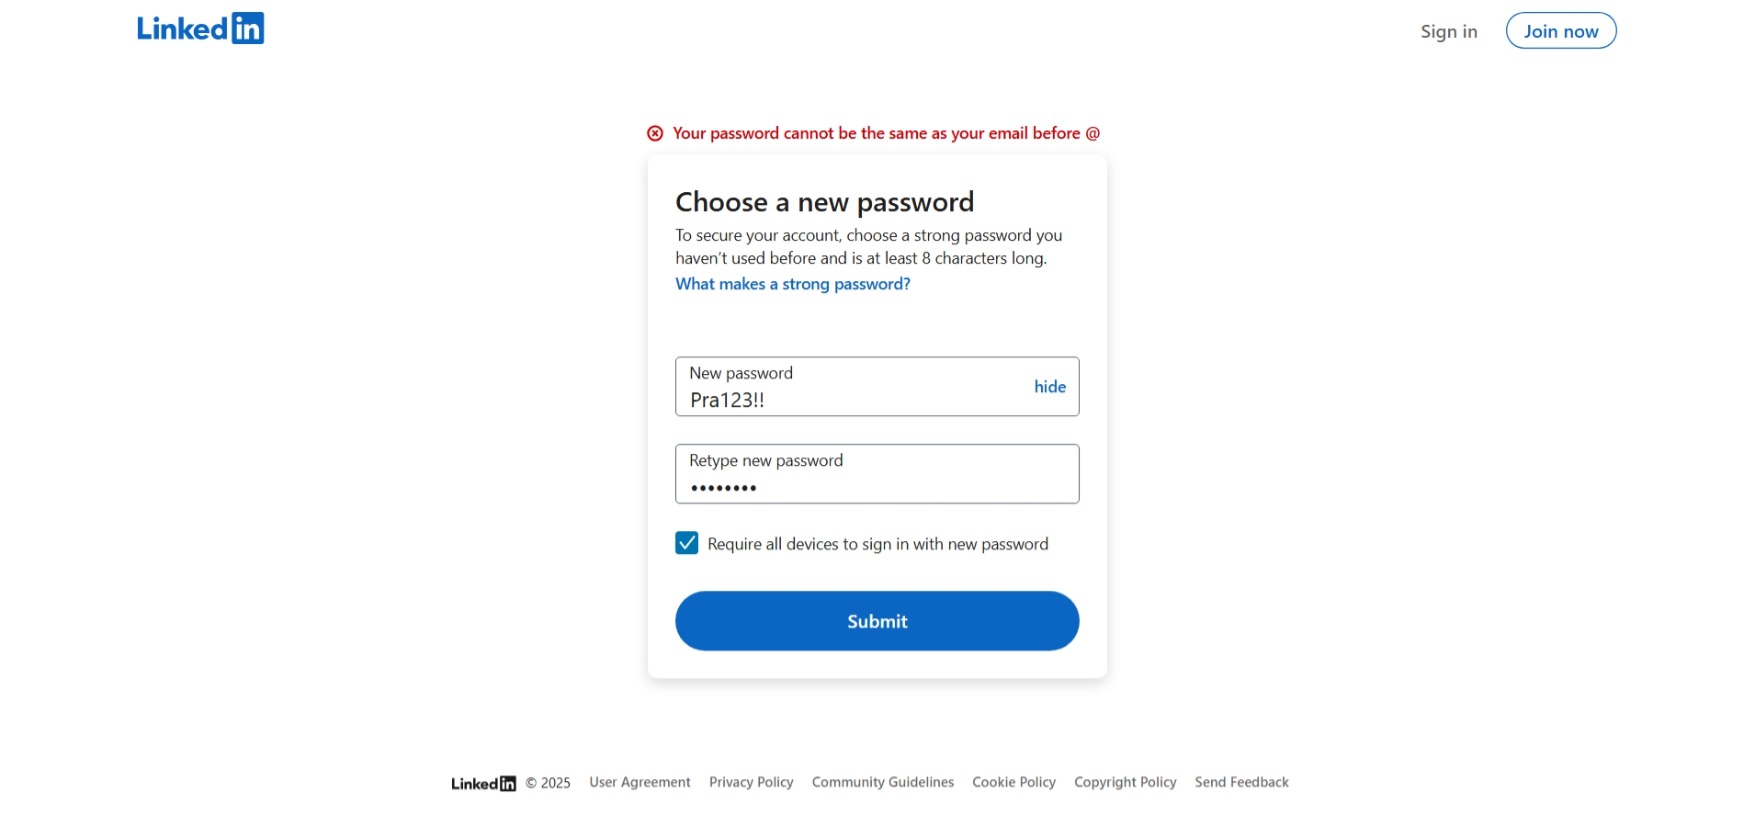 Linked in
Sign in
Join now
Your password cannot be the same as your email before @
Choose a new password
To secure your account, choose a strong password you
haven't used before and is at least 8 characters long.
What makes a strong password?
New password
Pra123!!
hide
Retype new password
••••••••
Require all devices to sign in with new password
Submit
Linked in © 2025 User Agreement Privacy Policy Community Guidelines Cookie Policy Copyright Policy Send Feedback